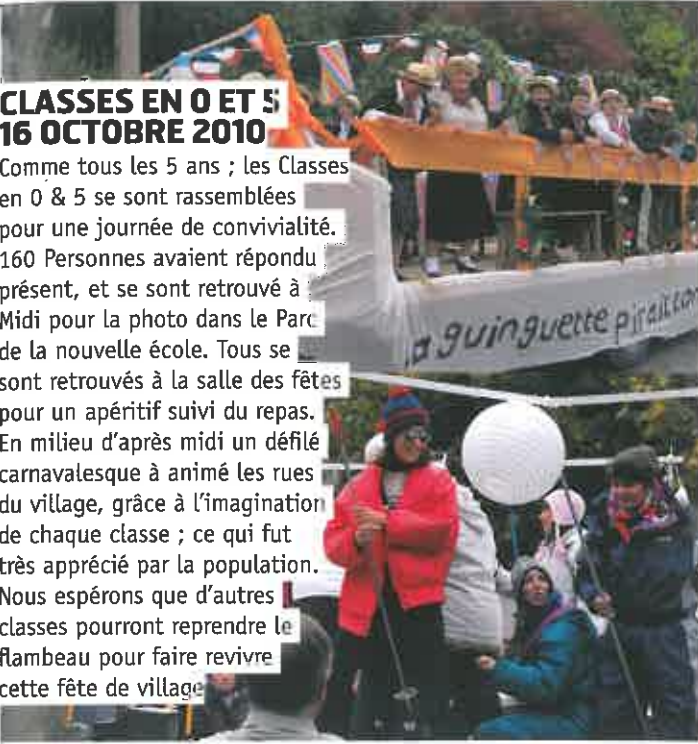 CLASSES EN 0 ET 5
16 OCTOBRE 2010
Comme tous les 5 ans ; les Classes
en 0 & 5 se sont rassemblées
pour une journée de convivialité.
160 Personnes avaient répondu
présent, et se sont retrouvé à
Midi pour la photo dans le Parc
de la nouvelle école. Tous se
sont retrouvés à la salle des fêtes
pour un apéritif suivi du repas.
En milieu d'après midi un défilé
carnavalesque à animé les rues
du village, grâce à l'imagination
de chaque classe ; ce qui fut
très apprécié par la population.
Nous espérons que d'autres
classes pourront reprendre le
flambeau pour faire revivre
cette fête de village
a guinguette